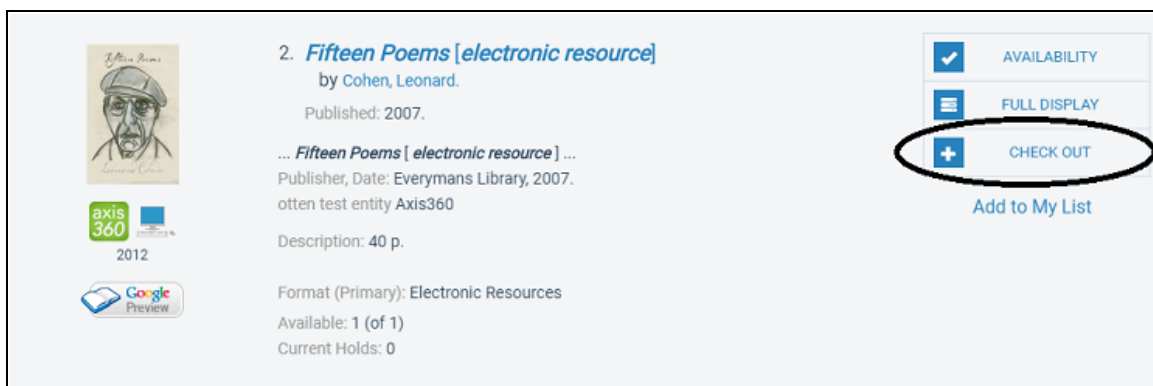 Fifteen Poems
Leonard Cohen
axis
360
2012
Google
Preview
2. Fifteen Poems [electronic resource]
by Cohen, Leonard.
Published: 2007.
... Fifteen Poems [ electronic resource ] ...
Publisher, Date: Everymans Library, 2007.
otten test entity Axis360
Description: 40 p.
Format (Primary): Electronic Resources
Available: 1 (of 1)
Current Holds: 0
AVAILABILITY
FULL DISPLAY
CHECK OUT
Add to My List